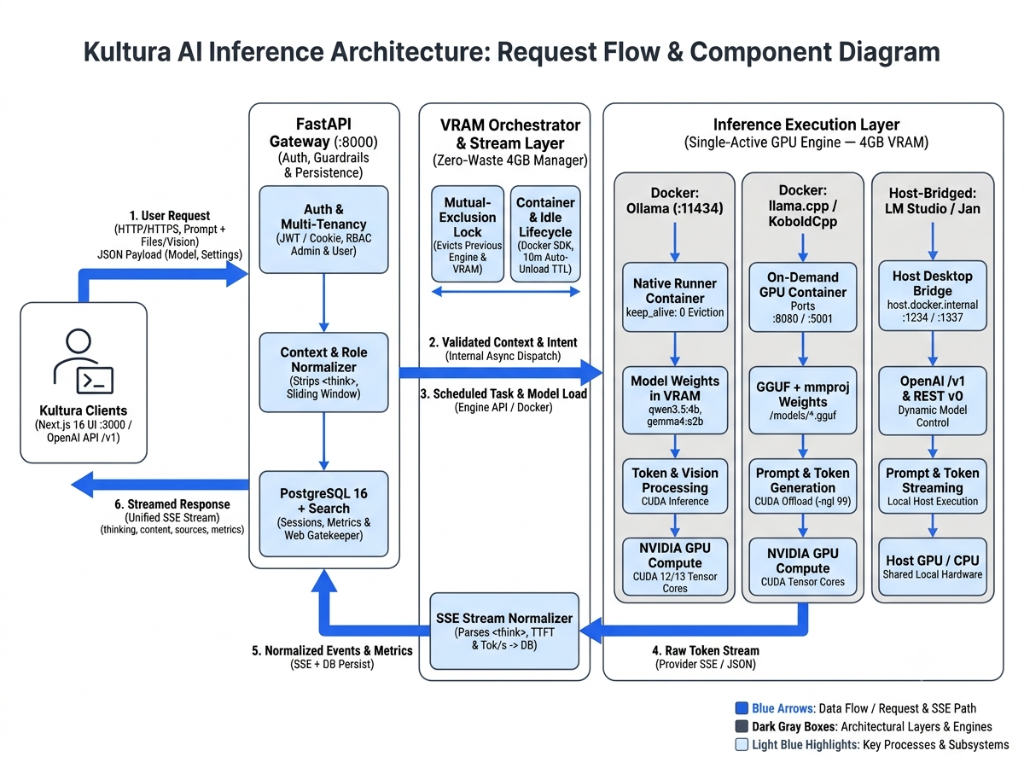 Kultura AI Inference Architecture: Request Flow & Component Diagram
1. User Request
(HTTP/HTTPS, Prompt +
Files/Vision)
JSON Payload (Model, Settings)
Kultura Clients
(Next.js 16 UI :3000 /
OpenAI API /v1)
6. Streamed Response
(Unified SSE Stream)
(thinking, content, sources, metrics)
FastAPI
Gateway (:8000)
(Auth, Guardrails
& Persistence)
Auth &
Multi-Tenancy
(JWT / Cookie, RBAC
Admin & User)
Context & Role
Normalizer
(Strips <think>,
Sliding Window)
PostgreSQL 16
+ Search
(Sessions, Metrics &
Web Gatekeeper)
VRAM Orchestrator
& Stream Layer
(Zero-Waste 4GB Manager)
Mutual-
Exclusion
Lock
(Evicts Previous
Engine &
VRAM)
Container
& Idle
Lifecycle
(Docker SDK,
10m Auto-
Unload TTL)
2. Validated Context & Intent
(Internal Async Dispatch)
3. Scheduled Task & Model Load
(Engine API / Docker)
SSE Stream Normalizer
(Parses <think>, TTFT
& Tok/s -> DB)
5. Normalized Events & Metrics
(SSE + DB Persist)
Inference Execution Layer
(Single-Active GPU Engine — 4GB VRAM)
Docker:
Ollama (:11434)
Native Runner
Container
keep_alive: 0 Eviction
Model Weights
in VRAM
qwen3.5:4b,
gemma4:s2b
Token & Vision
Processing
CUDA Inference
NVIDIA GPU
Compute
CUDA 12/13 Tensor
Cores
Docker:
llama.cpp /
KoboldCpp
On-Demand
GPU Container
Ports
:8080 / :5001
GGUF + mmproj
Weights
/models/*.gguf
Prompt & Token
Generation
CUDA Offload (-ngl 99)
NVIDIA GPU
Compute
CUDA Tensor Cores
Host-Bridged:
LM Studio / Jan
Host Desktop
Bridge
host.docker.internal
:1234 / :1337
OpenAI /v1
& REST v0
Dynamic Model
Control
Prompt & Token
Streaming
Local Host Execution
Host GPU / CPU
Shared Local Hardware
4. Raw Token Stream
(Provider SSE / JSON)
Blue Arrows: Data Flow / Request & SSE Path
Dark Gray Boxes: Architectural Layers & Engines
Light Blue Highlights: Key Processes & Subsystems